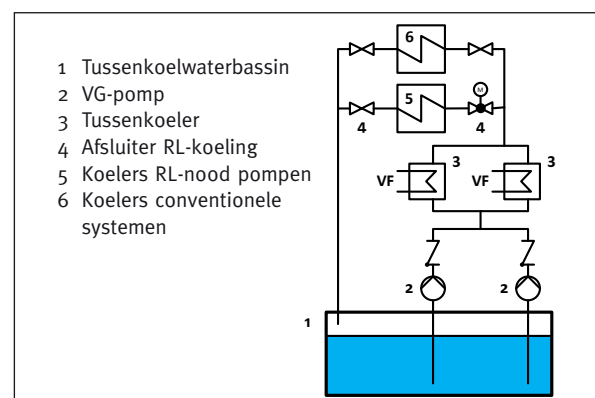 1 Tussenkoelwaterbassin
2 VG-pomp
3 Tussenkoeler
4 Afsluiter RL-koeling
5 Koelers RL-nood pompen
6 Koelers conventionele
systemen
6
M
5
4
4
3
3
VF
VF
2
2
1